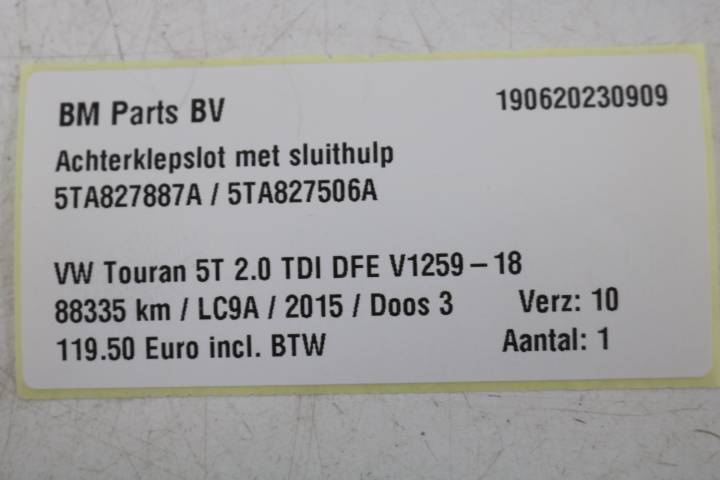 BM Parts BV 190620230909
Achterklepslot met sluithulp
5TA827887A / 5TA827506A
VW Touran 5T 2.0 TDI DFE V1259 – 18
88335 km / LC9A / 2015 / Doos 3 Verz: 10
119.50 Euro incl. BTW Aantal: 1